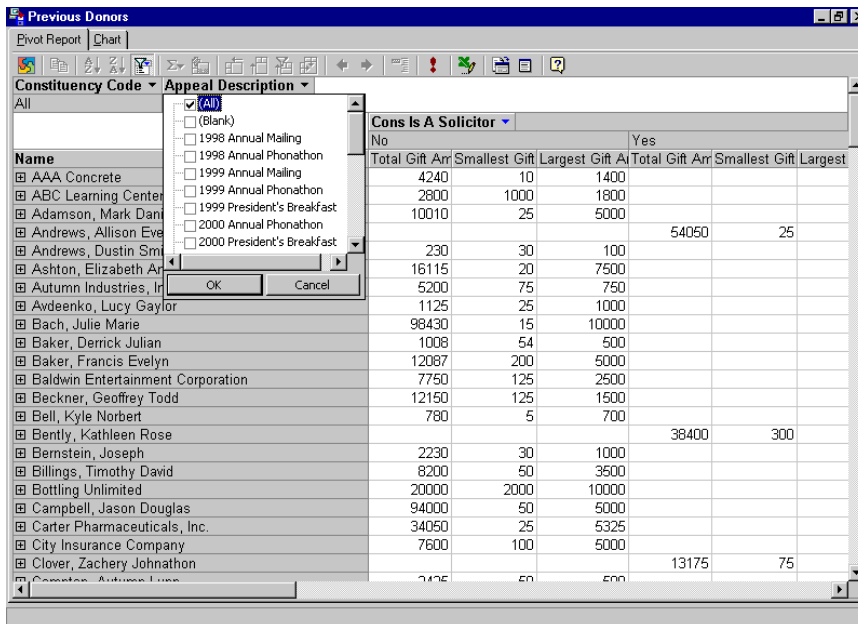 Previous Donors
Pivot Report Chart
Constituency Code Appeal Description
All
(All)
(Blank)
1998 Annual Mailing
1998 Annual Phonathon
1999 Annual Mailing
1999 Annual Phonathon
1999 President's Breakfast
2000 Annual Phonathon
2000 President's Breakfast
OK Cancel
Cons Is A Solicitor
No Yes
Name Total Gift Am Smallest Gift Largest Gift A Total Gift Am Smallest Gift Largest
AAA Concrete 4240 10 1400
ABC Learning Center 2800 1000 1800
Adamson, Mark Dani 10010 25 5000
Andrews, Allison Eve 54050 25
Andrews, Dustin Smi 230 30 100
Ashton, Elizabeth An 16115 20 7500
Autumn Industries, In 5200 75 750
Avdeenko, Lucy Gaylor 1125 25 1000
Bach, Julie Marie 98430 15 10000
Baker, Derrick Julian 1008 54 500
Baker, Francis Evelyn 12087 200 5000
Baldwin Entertainment Corporation 7750 125 2500
Beckner, Geoffrey Todd 12150 125 1500
Bell, Kyle Norbert 780 5 700
Bently, Kathleen Rose 38400 300
Bernstein, Joseph 2230 30 1000
Billings, Timothy David 8200 50 3500
Bottling Unlimited 20000 2000 10000
Campbell, Jason Douglas 94000 50 5000
Carter Pharmaceuticals, Inc. 34050 25 5325
City Insurance Company 7600 100 5000
Clover, Zachery Johnathon 13175 75